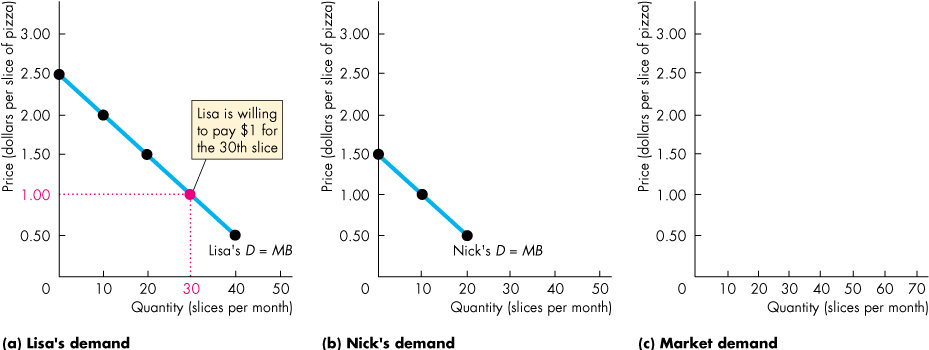 Price (dollars per slice of pizza)
3.00
2.50
2.00
1.50
1.00
0.50
0
10
20
30
40
50
Quantity (slices per month)
Lisa is willing
to pay $1 for
the 30th slice
Lisa's D = MB
(a) Lisa's demand
Price (dollars per slice of pizza)
3.00
2.50
2.00
1.50
1.00
0.50
0
10
20
30
40
50
Quantity (slices per month)
Nick's D = MB
(b) Nick's demand
Price (dollars per slice of pizza)
3.00
2.50
2.00
1.50
1.00
0.50
0
10
20
30
40
50
60
70
Quantity (slices per month)
(c) Market demand